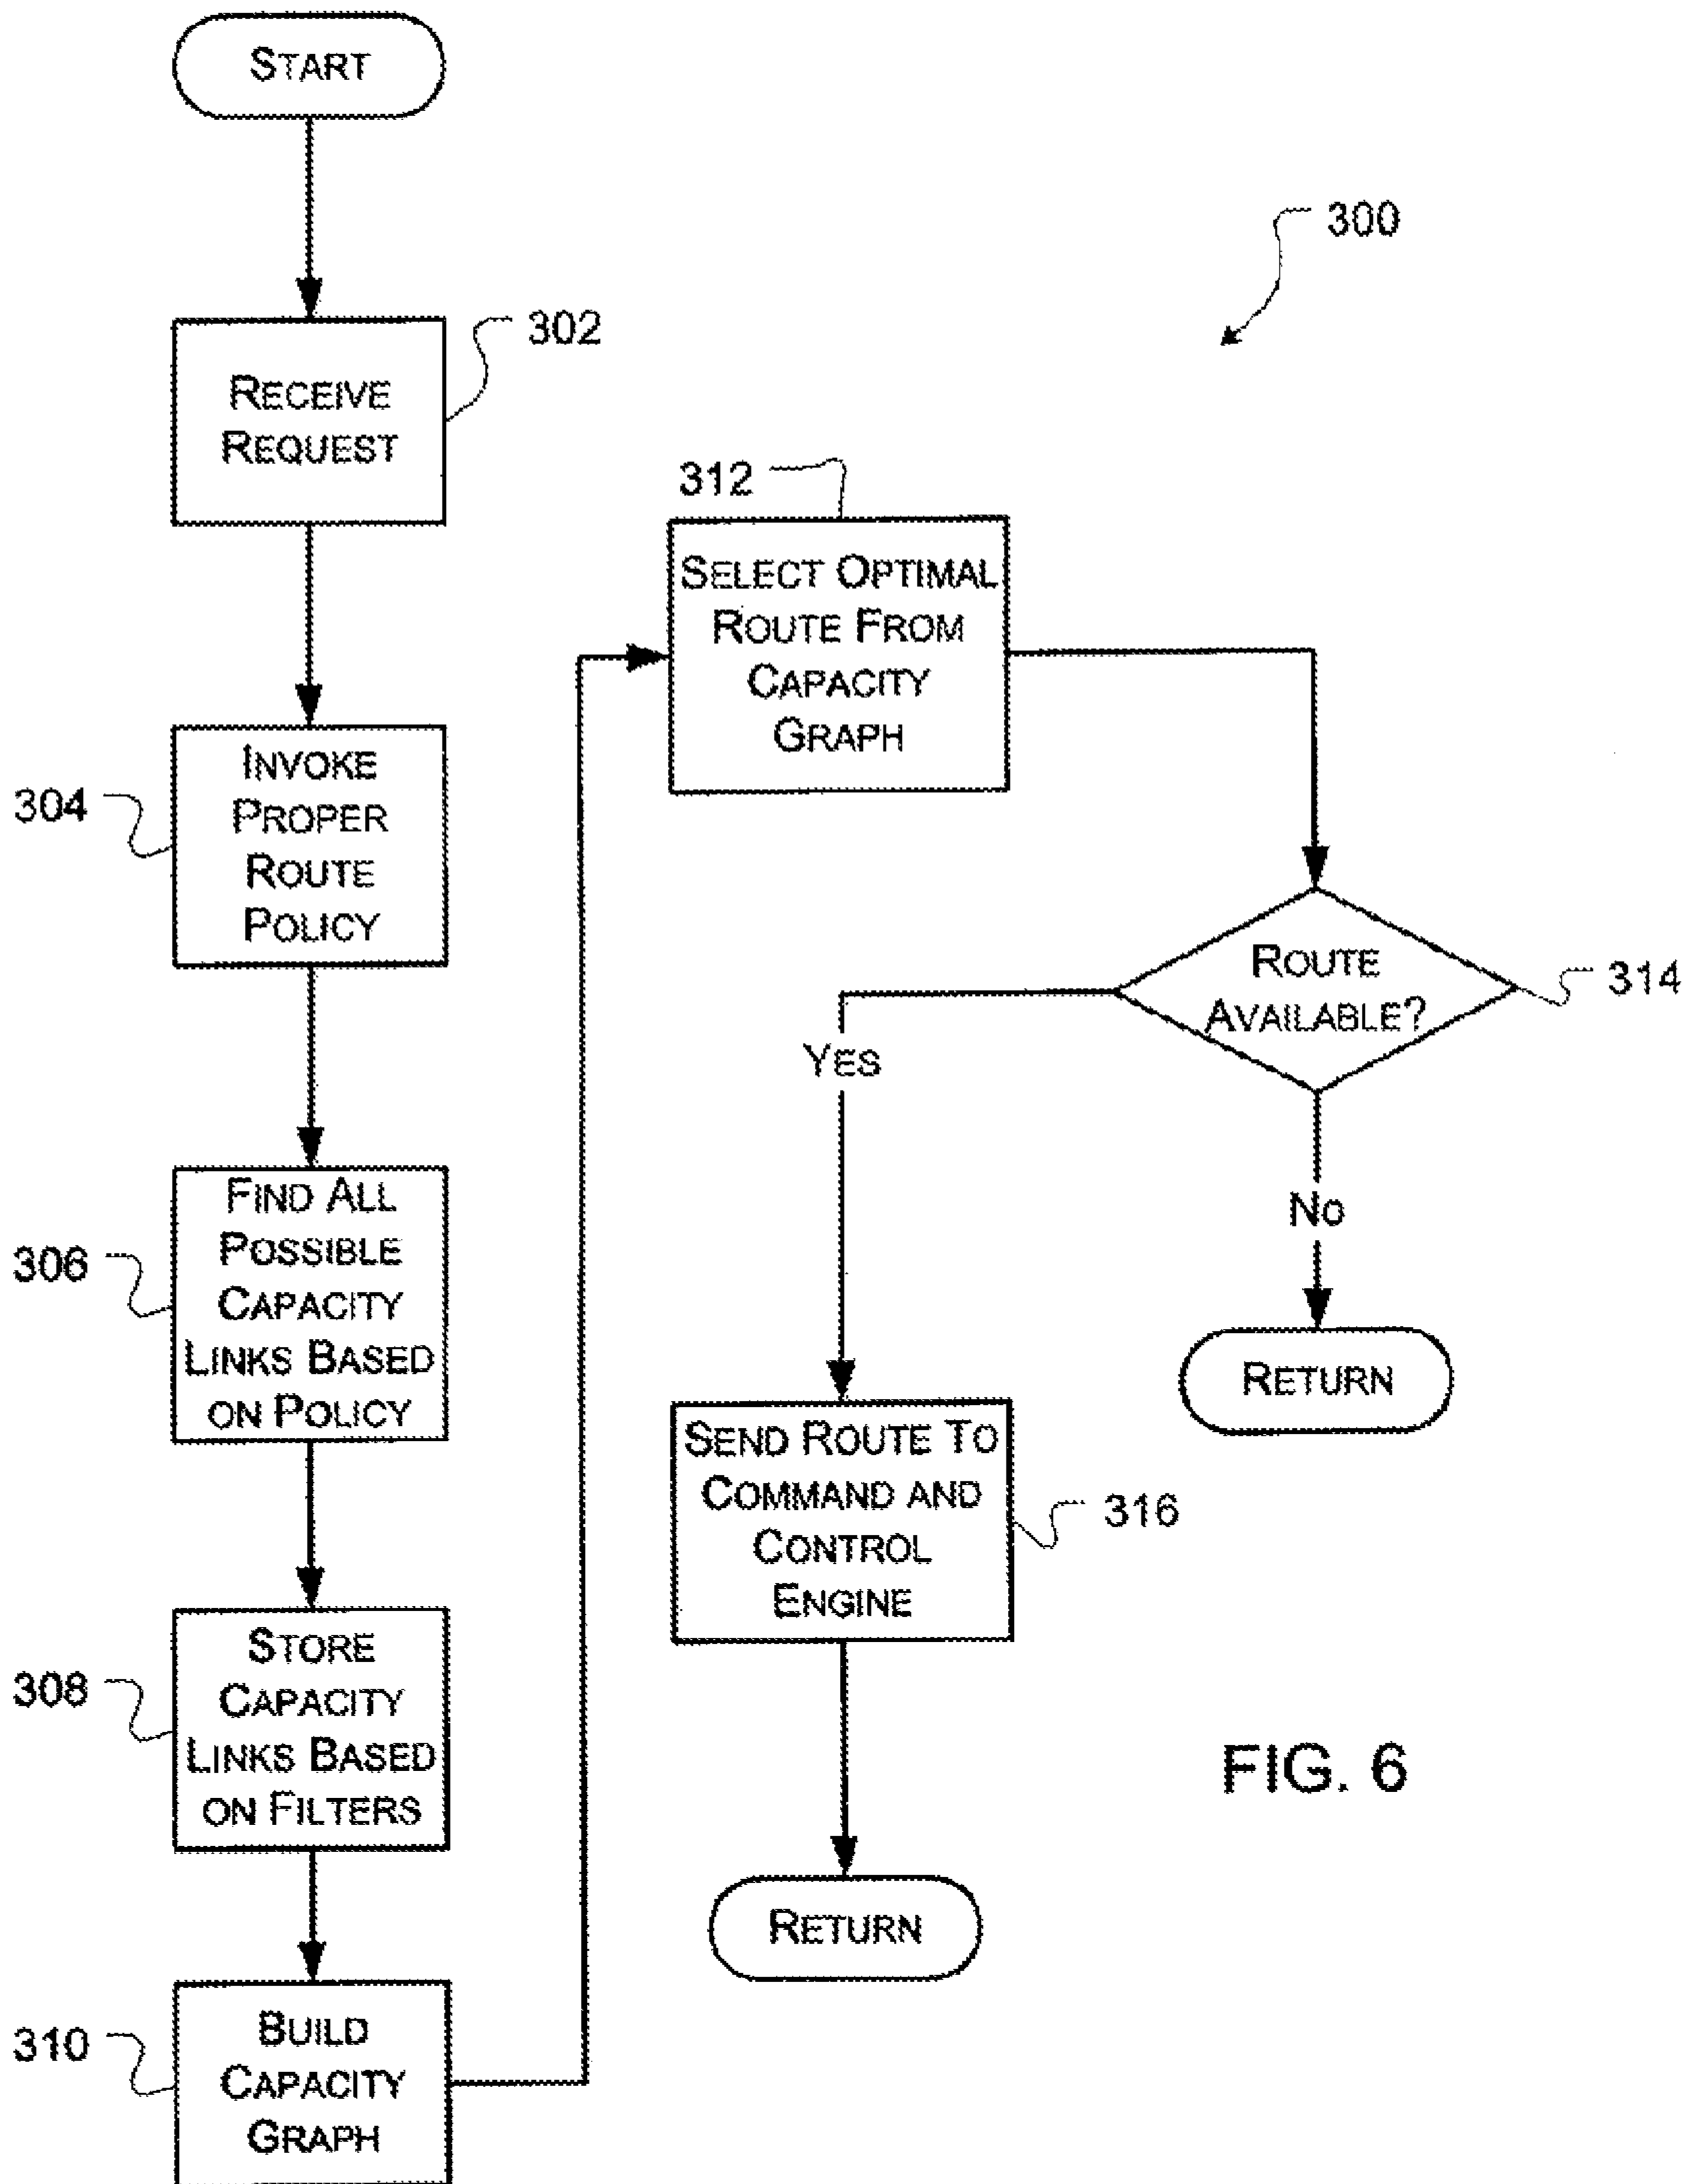 START
300
302
RECEIVE
REQUEST
304
INVOKE
PROPER
ROUTE
POLICY
306
FIND ALL
POSSIBLE
CAPACITY
LINKS BASED
ON POLICY
308
STORE
CAPACITY
LINKS BASED
ON FILTERS
310
BUILD
CAPACITY
GRAPH
312
SELECT OPTIMAL
ROUTE FROM
CAPACITY
GRAPH
ROUTE
AVAILABLE?
314
YES
NO
RETURN
SEND ROUTE TO
COMMAND AND
CONTROL
ENGINE
316
RETURN
FIG. 6